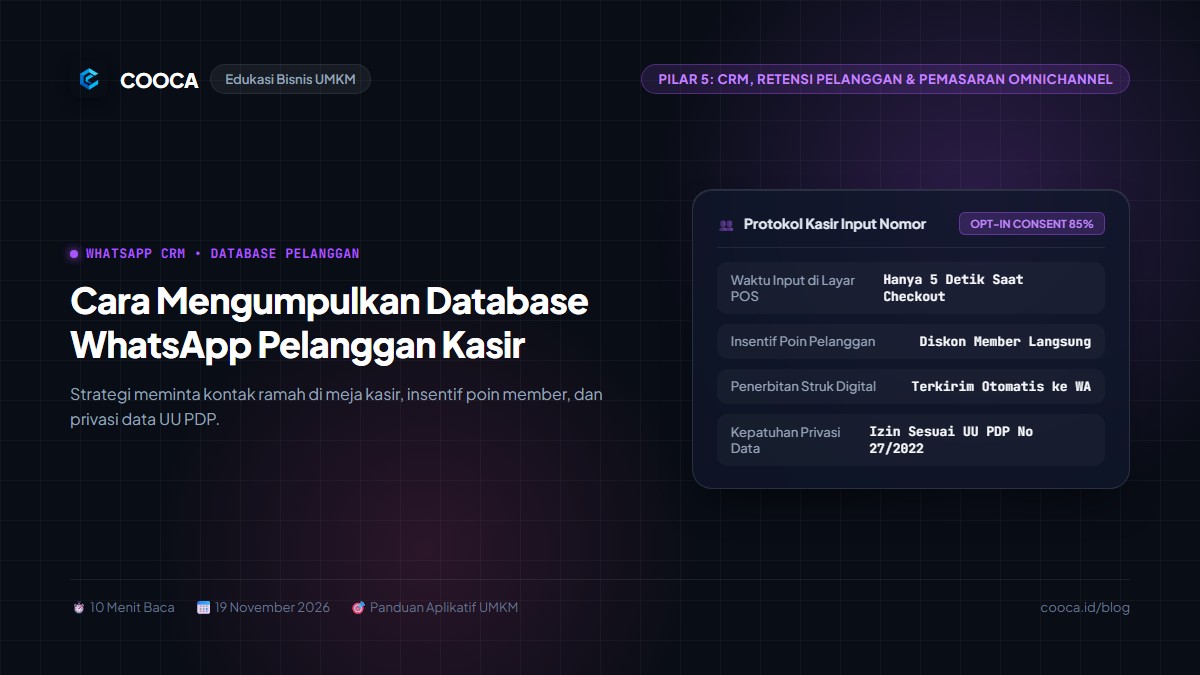 COOCA
Edukasi Bisnis UMKM
PILAR 5: CRM, RETENSI PELANGGAN & PEMASARAN OMNICHANNEL
WHATSAPP CRM • DATABASE PELANGGAN
Cara Mengumpulkan Database
WhatsApp Pelanggan Kasir
Strategi meminta kontak ramah di meja kasir, insentif poin member, dan
privasi data UU PDP.
Protokol Kasir Input Nomor
OPT-IN CONSENT 85%
Waktu Input di Layar
POS
Hanya 5 Detik Saat
Checkout
Insentif Poin Pelanggan
Diskon Member Langsung
Penerbitan Struk Digital
Terkirim Otomatis ke WA
Kepatuhan Privasi
Data
Izin Sesuai UU PDP No
27/2022
10 Menit Baca
19 November 2026
Panduan Aplikatif UMKM
cooca.id/blog